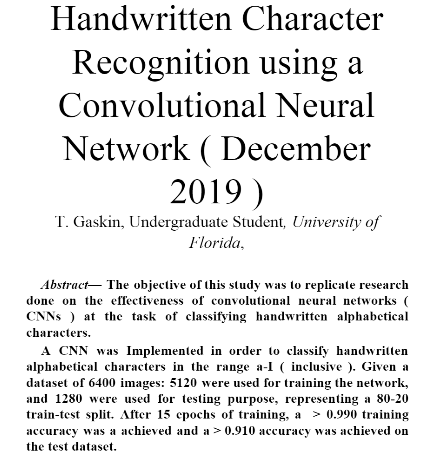 Handwritten Character
Recognition using a
Convolutional Neural
Network ( December
2019 )
T. Gaskin, Undergraduate Student, University of
Florida,
Abstract— The objective of this study was to replicate research
done on the effectiveness of convolutional neural networks (
CNNs ) at the task of classifying handwritten alphabetical
characters.
A CNN was Implemented in order to classify handwritten
alphabetical characters in the range a-I ( inclusive ). Given a
dataset of 6400 images: 5120 were used for training the network,
and 1280 were used for testing purpose, representing a 80-20
train-test split. After 15 epochs of training, a > 0.990 training
accuracy was a achieved and a > 0.910 accuracy was achieved on
the test dataset.